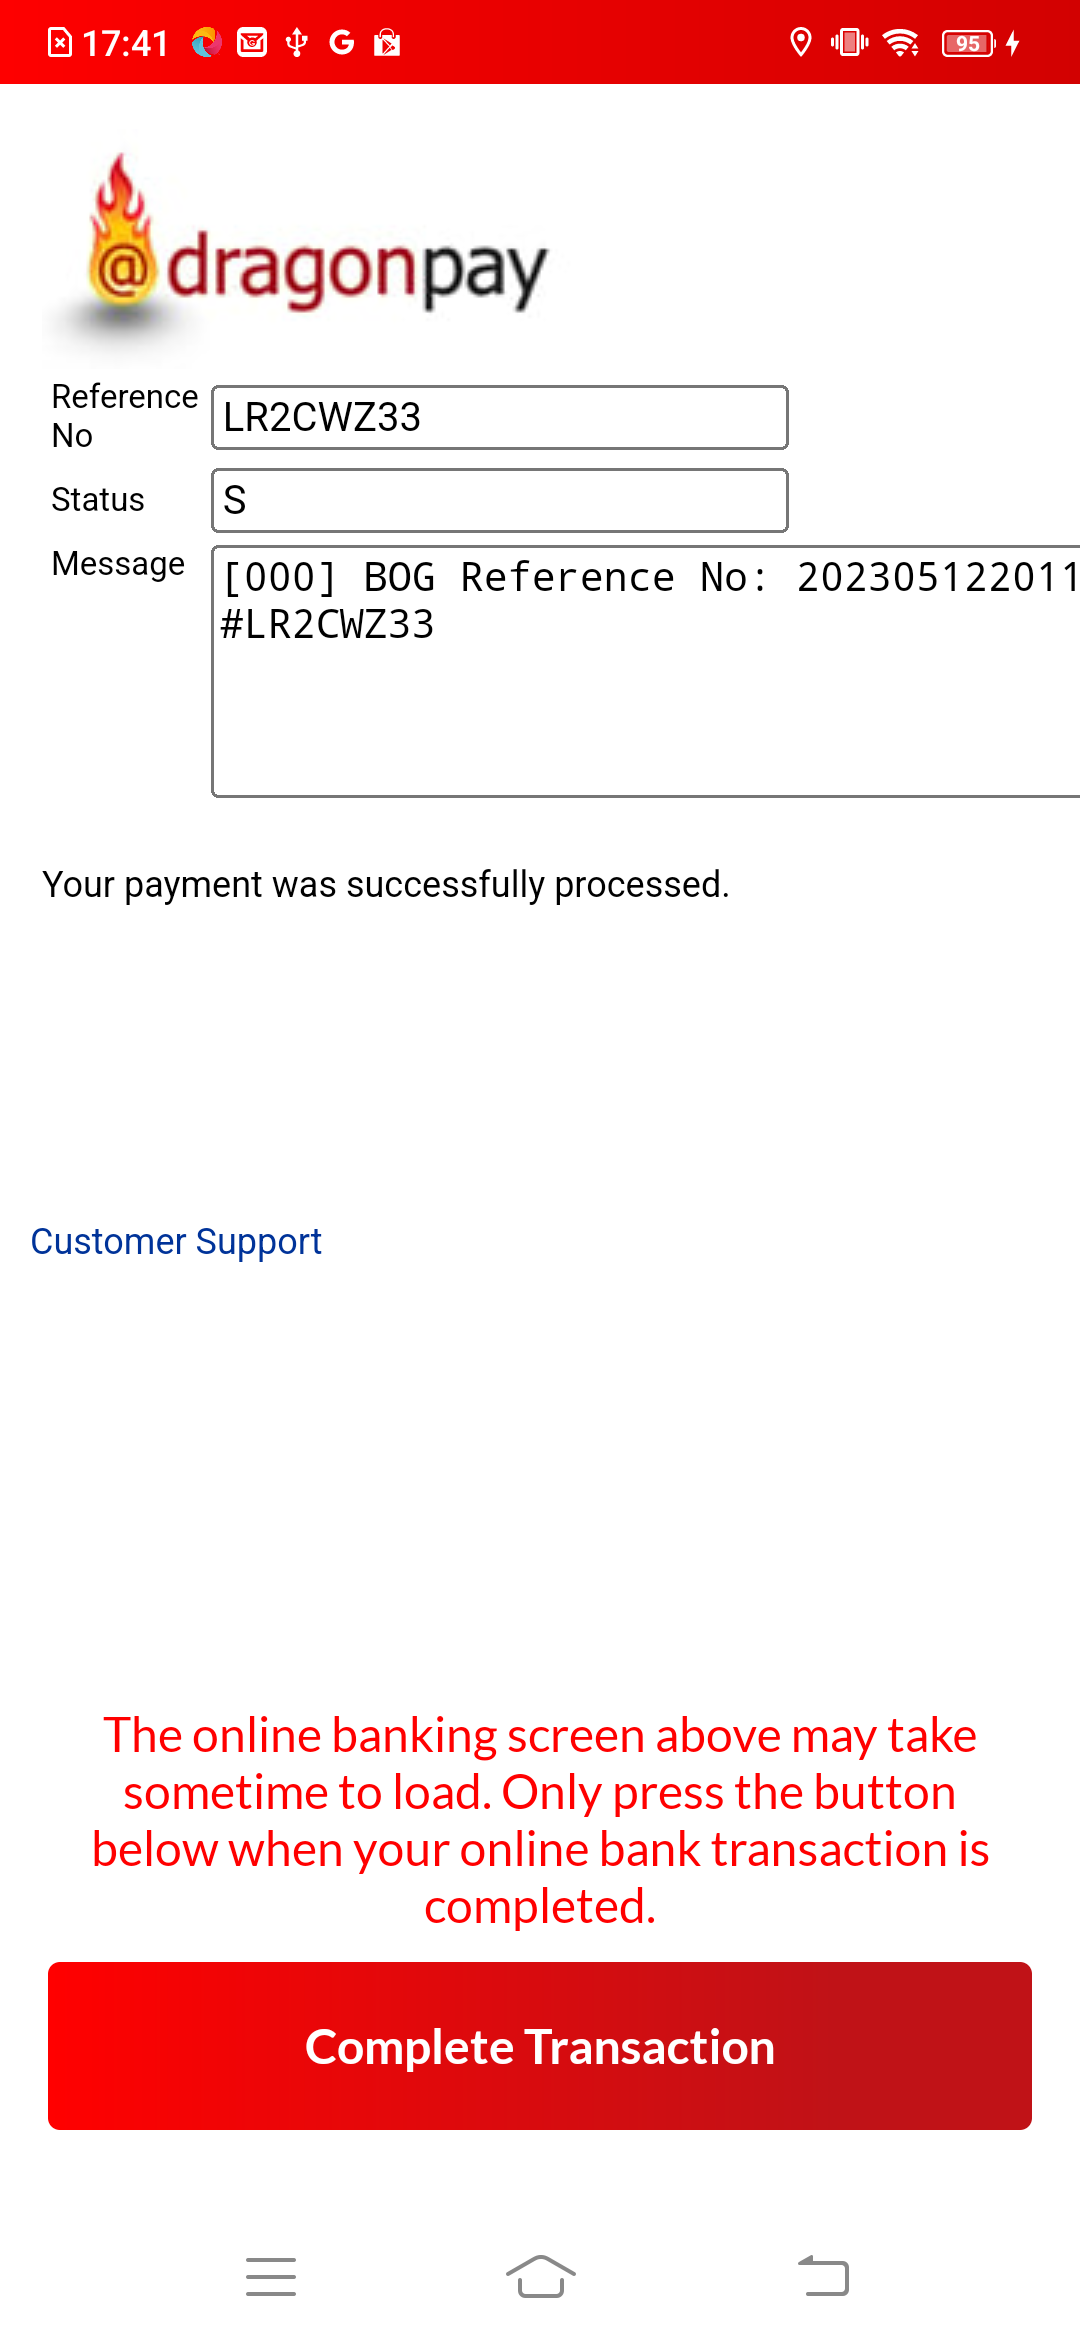 17:41
95
@dragonpay
Reference No
LR2CWZ33
Status
S
Message
[000] BOG Reference No: 202305122011
#LR2CWZ33
Your payment was successfully processed.
Customer Support
The online banking screen above may take
sometime to load. Only press the button
below when your online bank transaction is
completed.
Complete Transaction